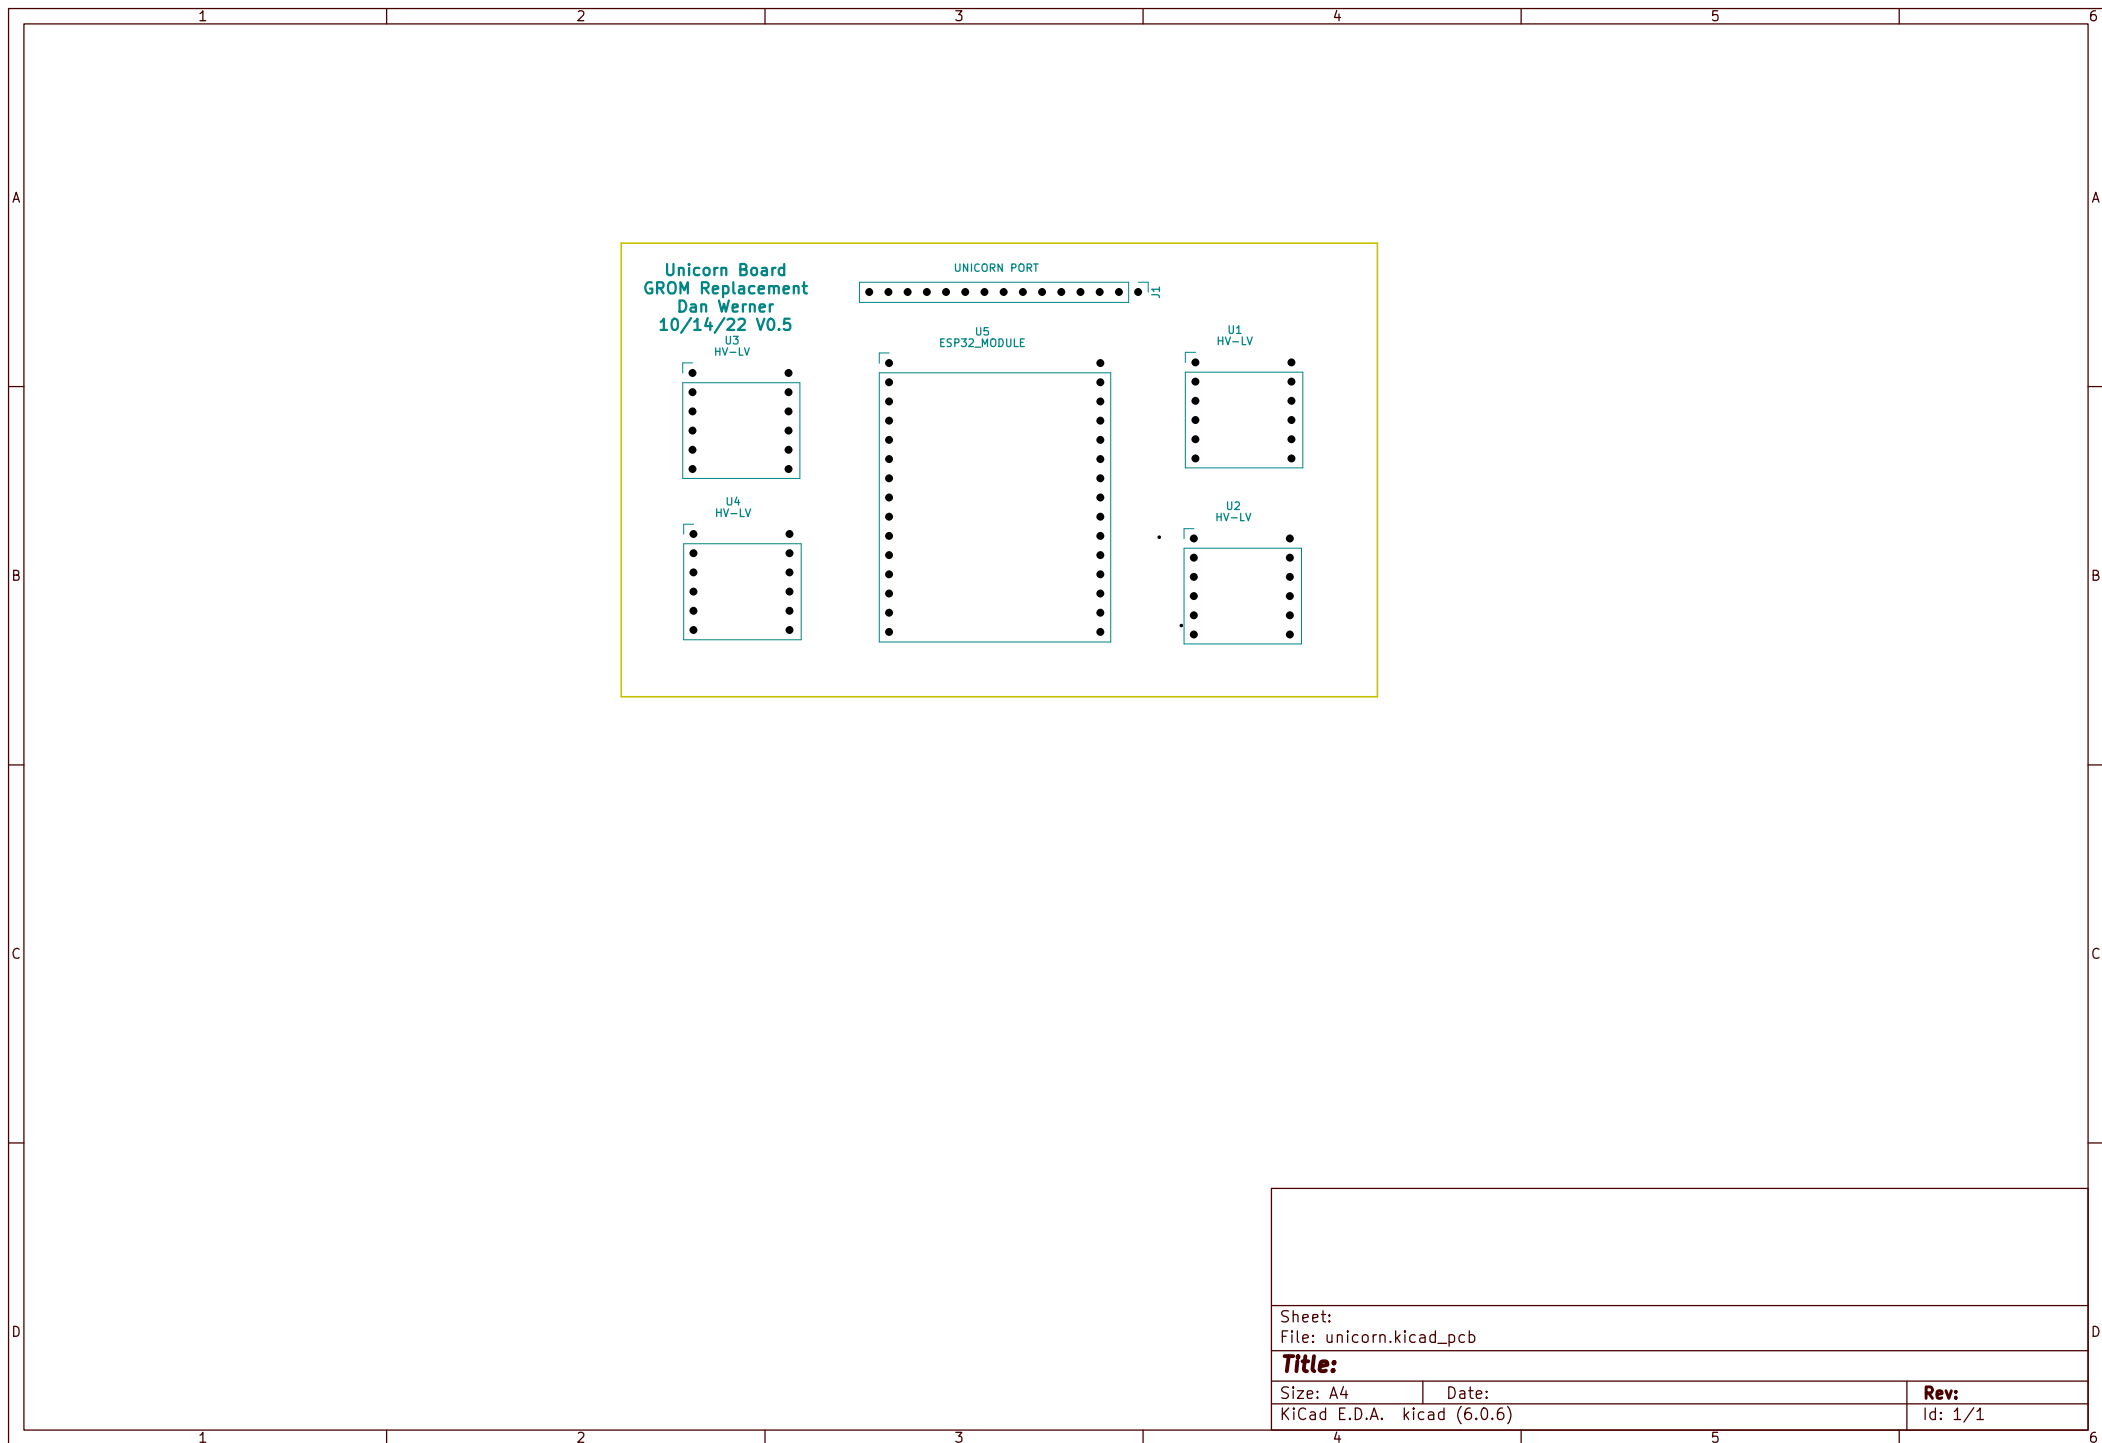 1 2 3 4 5 6
A A
Unicorn Board
GROM Replacement
Dan Werner
10/14/22 V0.5
UNICORN PORT
J1
U3
HV-LV
U5
ESP32_MODULE
U1
HV-LV
U4
HV-LV
U2
HV-LV
B B
C C
D D
Sheet:
File: unicorn.kicad_pcb
Title:
Size: A4 Date: Rev:
KiCad E.D.A. kicad (6.0.6) Id: 1/1
1 2 3 4 5 6